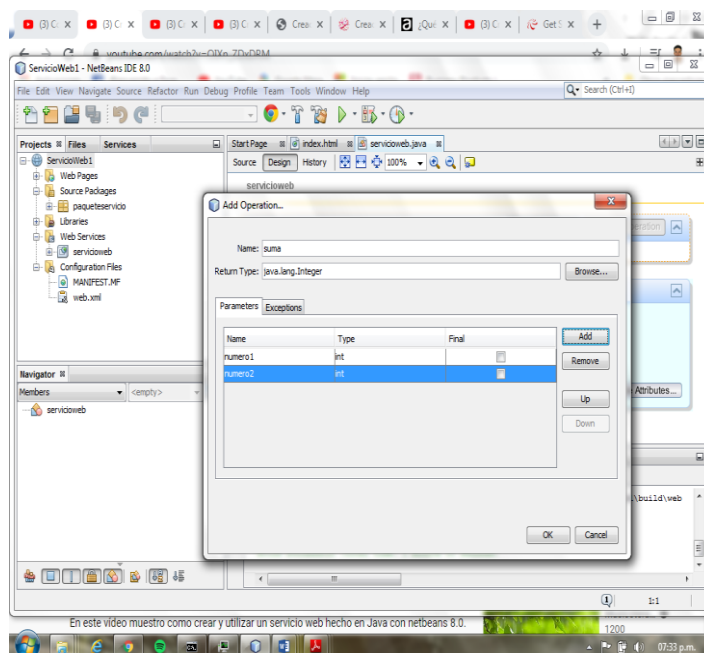 (3) C x (3) C x (3) C x (3) C x Crea x Crea x ¿Qué x (3) C x Get S x +
youtube.com/watch?v=
ServicioWeb1 - NetBeans IDE 8.0
File Edit View Navigate Source Refactor Run Debug Profile Team Tools Window Help
Search (Ctrl+I)
Projects Files Services
Start Page index.html servicioweb.java
Source Design History 100%
ServicioWeb1
Web Pages
Source Packages
paqueteservicio
Libraries
Web Services
servicioweb
Configuration Files
MANIFEST.MF
web.xml
servicioweb
Add Operation...
Name: suma
Return Type: java.lang.Integer
Browse...
Parameters Exceptions
Name Type Final
numero1 int
numero2 int
Add
Remove
Up
Down
OK Cancel
eration
Attributes...
Navigator
Members <empty>
servicioweb
\build\web
1:1
En este video muestro como crear y utilizar un servicio web hecho en Java con netbeans 8.0.
1200
07:33 p.m.